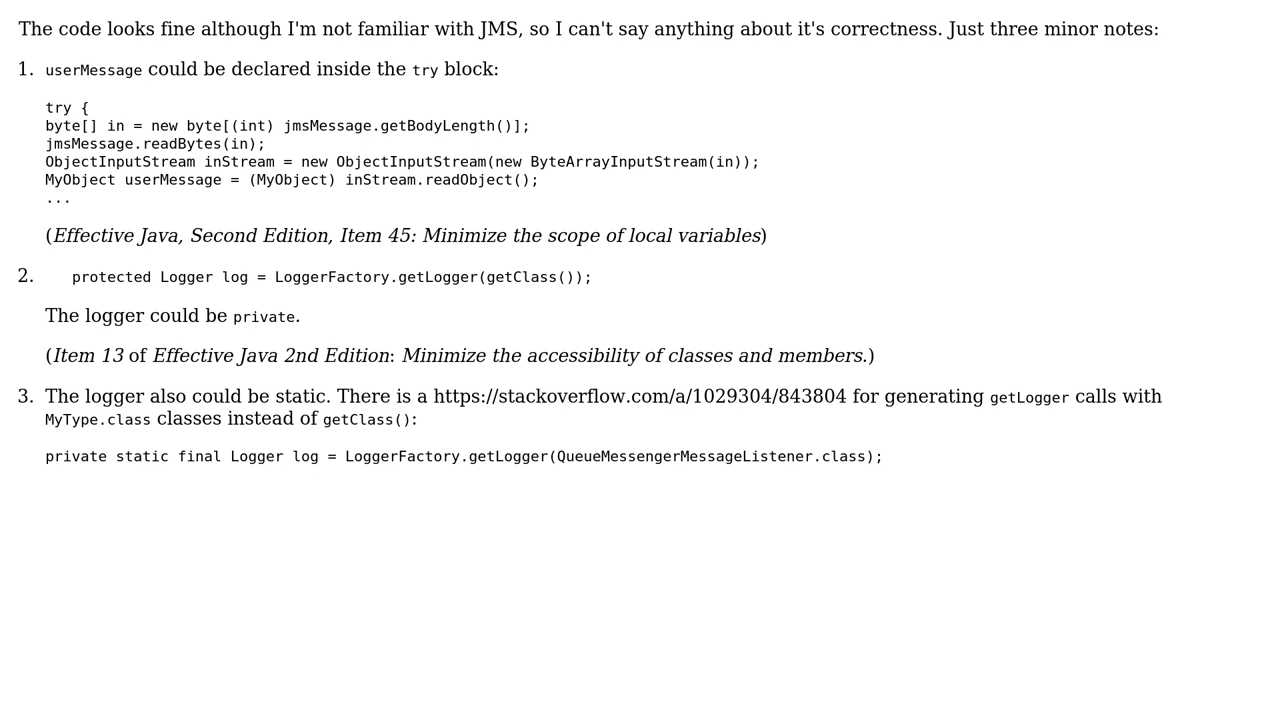 The code looks fine although I'm not familiar with JMS, so I can't say anything about it's correctness. Just three minor notes:
1. userMessage could be declared inside the try block:
try {
byte[] in = new byte[(int) jmsMessage.getBodyLength()];
jmsMessage.readBytes(in);
ObjectInputStream inStream = new ObjectInputStream(new ByteArrayInputStream(in));
MyObject userMessage = (MyObject) inStream.readObject();
...
(Effective Java, Second Edition, Item 45: Minimize the scope of local variables)
2. protected Logger log = LoggerFactory.getLogger(getClass());
The logger could be private.
(Item 13 of Effective Java 2nd Edition: Minimize the accessibility of classes and members.)
3. The logger also could be static. There is a https://stackoverflow.com/a/1029304/843804 for generating getLogger calls with
MyType.class classes instead of getClass():
private static final Logger log = LoggerFactory.getLogger(QueueMessengerMessageListener.class);